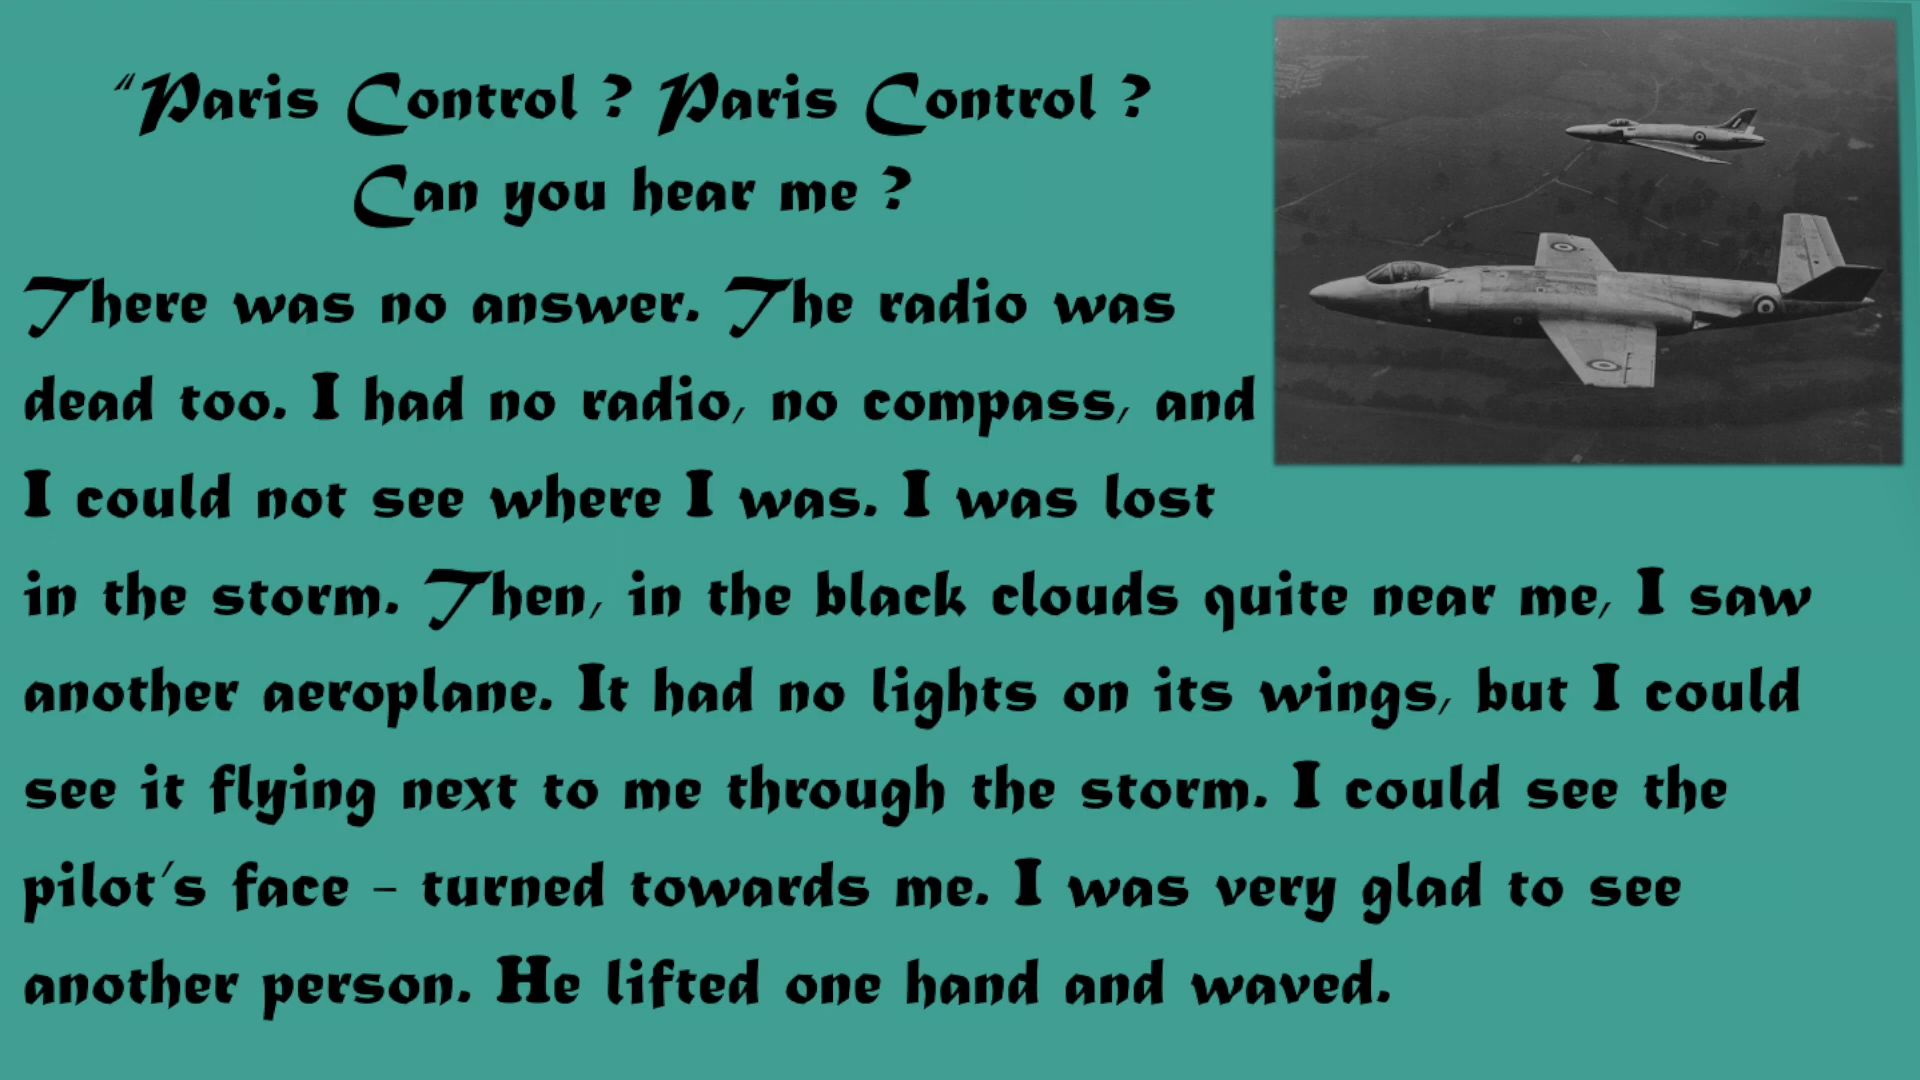 "Paris Control ? Paris Control ?
Can you hear me ?
There was no answer. The radio was
dead too. I had no radio, no compass, and
I could not see where I was. I was lost
in the storm. Then, in the black clouds quite near me, I saw
another aeroplane. It had no lights on its wings, but I could
see it flying next to me through the storm. I could see the
pilot's face – turned towards me. I was very glad to see
another person. He lifted one hand and waved.